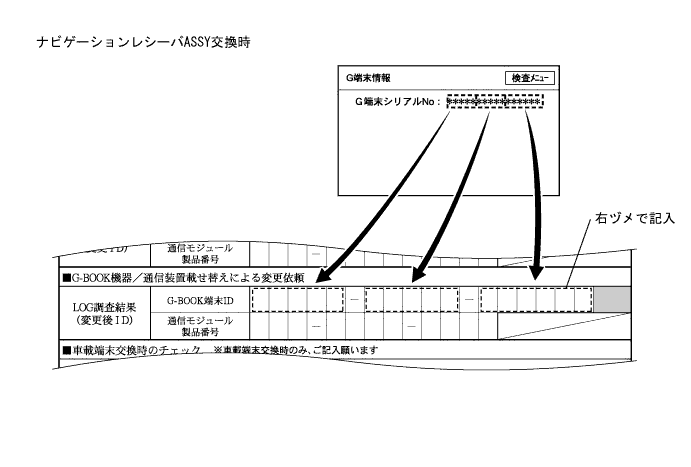 ナビゲーションレシーバASSY交換時
G端末情報
検査メニュー
G端末シリアルNo：****************
右ヅメで記入
通信モジュール
製品番号
－
■G-BOOK機器／通信装置載せ替えによる変更依頼
LOG調査結果
（変更後ID）
G-BOOK端末ID
－ －
通信モジュール
製品番号
－ －
■車載端末交換時のチェック ※車載端末交換時のみ、ご記入願います